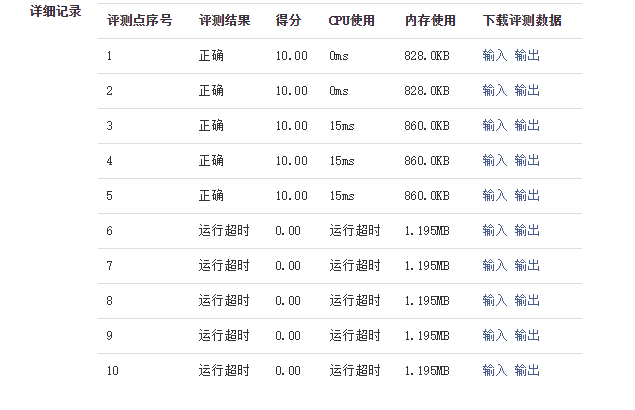 详细记录
评测点序号 评测结果 得分 CPU使用 内存使用 下载评测数据
1 正确 10.00 0ms 828.0KB 输入 输出
2 正确 10.00 0ms 828.0KB 输入 输出
3 正确 10.00 15ms 860.0KB 输入 输出
4 正确 10.00 15ms 860.0KB 输入 输出
5 正确 10.00 15ms 860.0KB 输入 输出
6 运行超时 0.00 运行超时 1.195MB 输入 输出
7 运行超时 0.00 运行超时 1.195MB 输入 输出
8 运行超时 0.00 运行超时 1.195MB 输入 输出
9 运行超时 0.00 运行超时 1.195MB 输入 输出
10 运行超时 0.00 运行超时 1.195MB 输入 输出